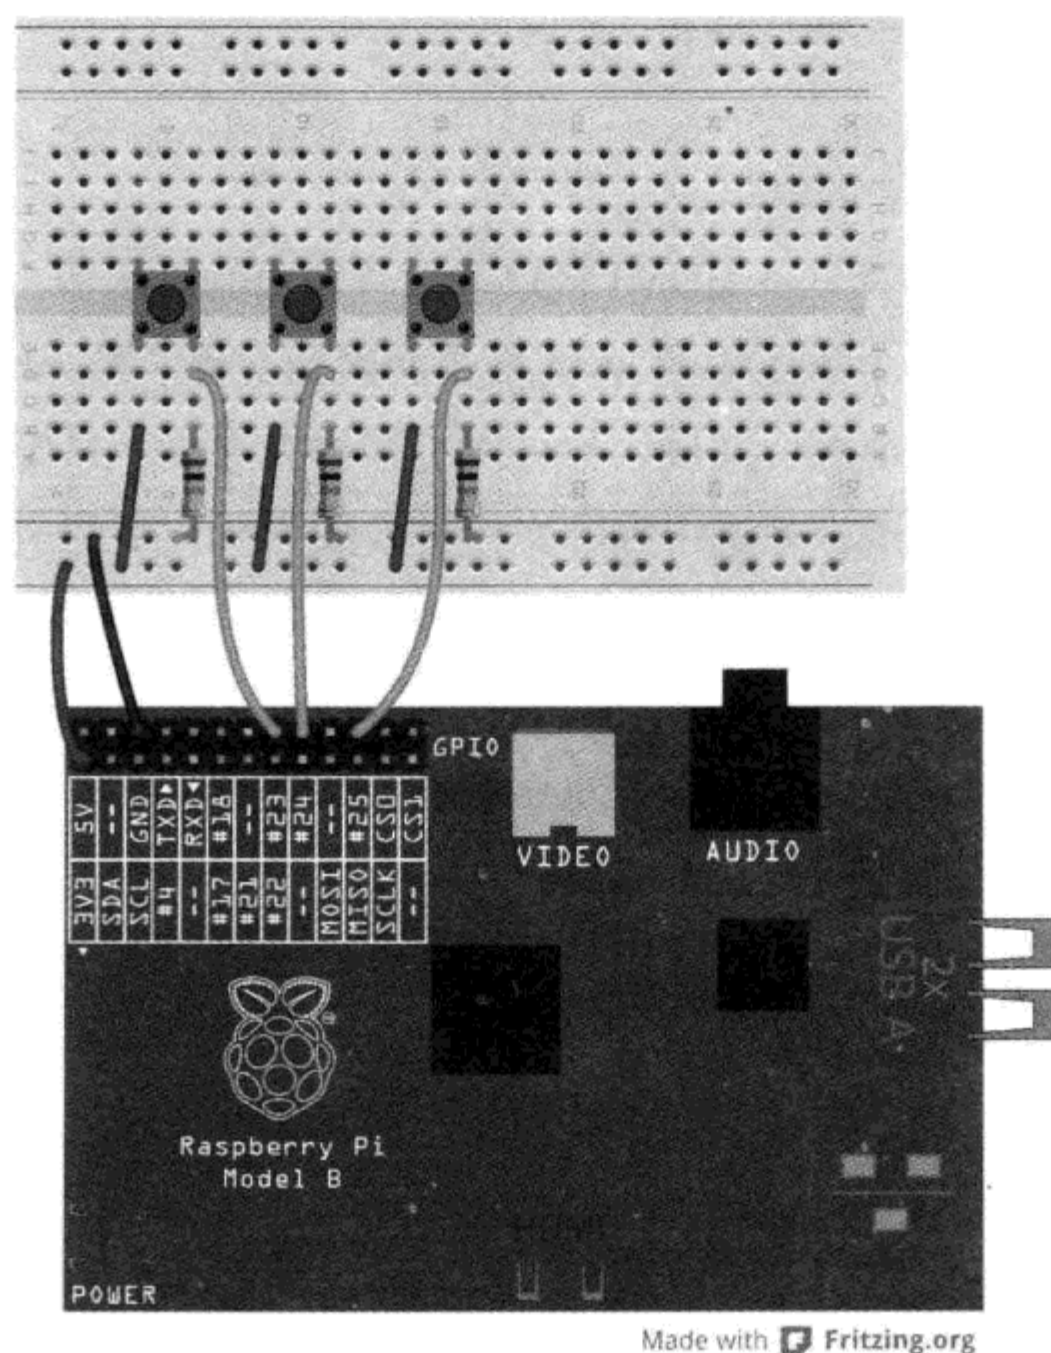 GPIO
5V
--
GND
TXD
RXD
#18
--
#23
#24
--
#25
CS0
CS1
3V3
SDA
SCL
#4
--
#17
#21
#22
--
MOSI
MISO
SCLK
--
VIDEO
AUDIO
2x
USB A
Raspberry Pi
Model B
POWER
Made with Fritzing.org